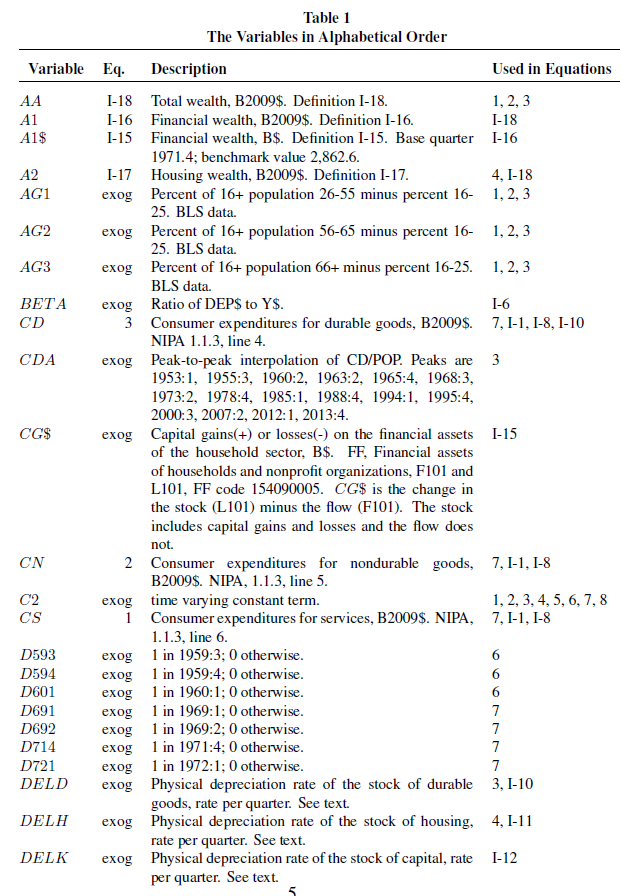 Table 1
The Variables in Alphabetical Order
Variable Eq. Description Used in Equations
AA I-18 Total wealth, B2009$. Definition I-18. 1, 2, 3
A1 I-16 Financial wealth, B2009$. Definition I-16. I-18
A1$ I-15 Financial wealth, B$. Definition I-15. Base quarter I-16
1971.4; benchmark value 2,862.6.
A2 I-17 Housing wealth, B2009$. Definition I-17. 4, I-18
AG1 exog Percent of 16+ population 26-55 minus percent 16- 1, 2, 3
25. BLS data.
AG2 exog Percent of 16+ population 56-65 minus percent 16- 1, 2, 3
25. BLS data.
AG3 exog Percent of 16+ population 66+ minus percent 16-25. 1, 2, 3
BLS data.
BETA exog Ratio of DEP$ to Y$. I-6
CD 3 Consumer expenditures for durable goods, B2009$. 7, I-1, I-8, I-10
NIPA 1.1.3, line 4.
CDA exog Peak-to-peak interpolation of CD/POP. Peaks are 3
1953:1, 1955:3, 1960:2, 1963:2, 1965:4, 1968:3,
1973:2, 1978:4, 1985:1, 1988:4, 1994:1, 1995:4,
2000:3, 2007:2, 2012:1, 2013:4.
CG$ exog Capital gains(+) or losses(-) on the financial assets I-15
of the household sector, B$. FF, Financial assets
of households and nonprofit organizations, F101 and
L101, FF code 154090005. CG$ is the change in
the stock (L101) minus the flow (F101). The stock
includes capital gains and losses and the flow does
not.
CN 2 Consumer expenditures for nondurable goods, 7, I-1, I-8
B2009$. NIPA, 1.1.3, line 5.
C2 exog time varying constant term. 1, 2, 3, 4, 5, 6, 7, 8
CS 1 Consumer expenditures for services, B2009$. NIPA, 7, I-1, I-8
1.1.3, line 6.
D593 exog 1 in 1959:3; 0 otherwise. 6
D594 exog 1 in 1959:4; 0 otherwise. 6
D601 exog 1 in 1960:1; 0 otherwise. 6
D691 exog 1 in 1969:1; 0 otherwise. 7
D692 exog 1 in 1969:2; 0 otherwise. 7
D714 exog 1 in 1971:4; 0 otherwise. 7
D721 exog 1 in 1972:1; 0 otherwise. 7
DELD exog Physical depreciation rate of the stock of durable 3, I-10
goods, rate per quarter. See text.
DELH exog Physical depreciation rate of the stock of housing, 4, I-11
rate per quarter. See text.
DELK exog Physical depreciation rate of the stock of capital, rate I-12
per quarter. See text.
5